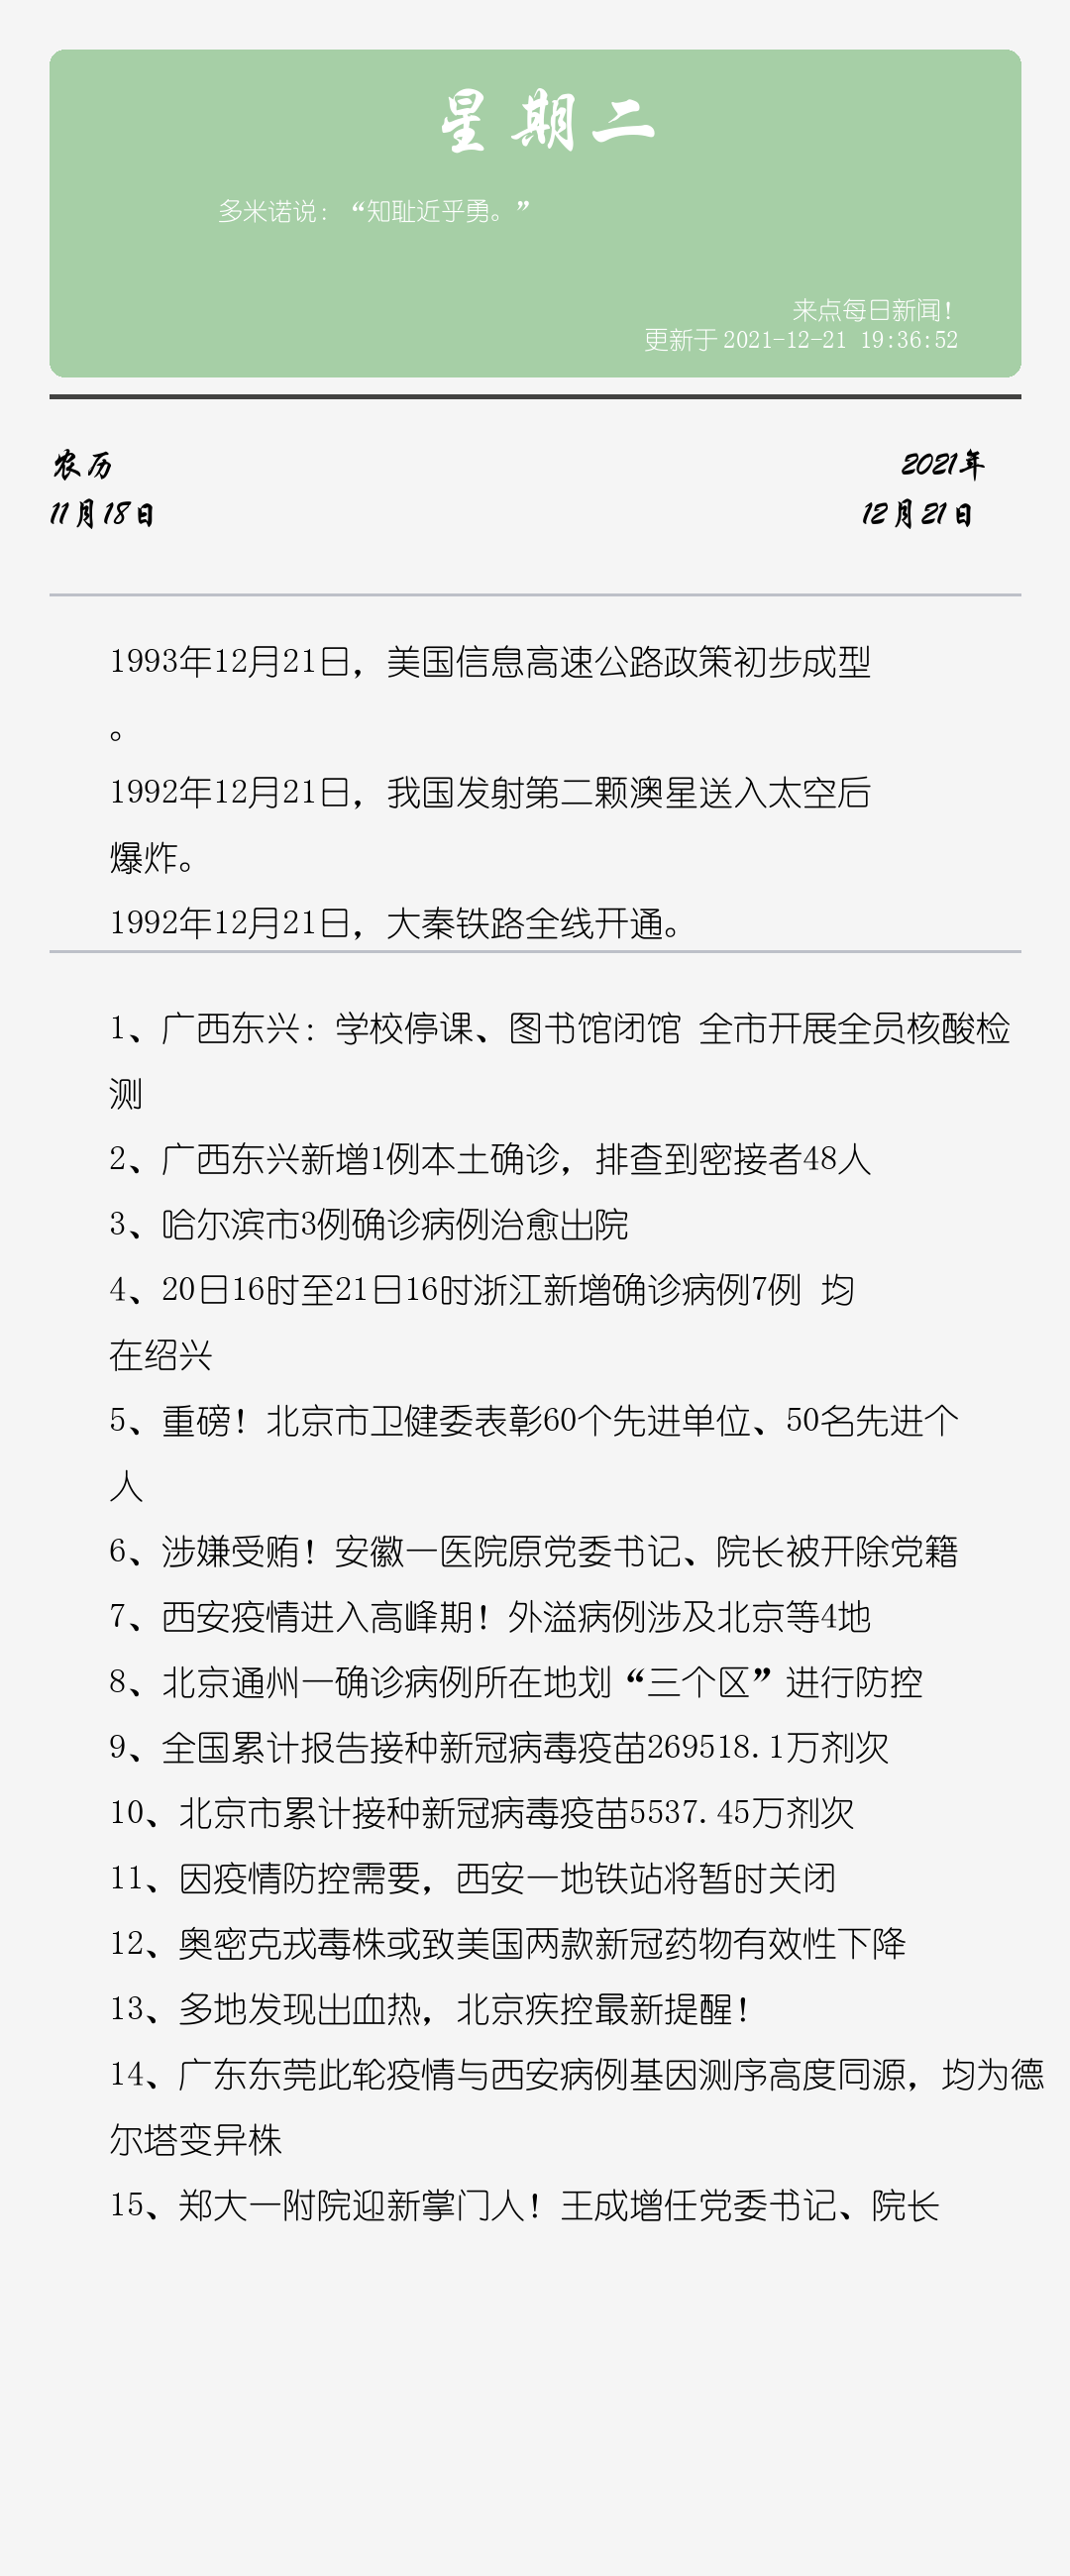 星期二
多米诺说：“知耻近乎勇。”
来点每日新闻！
更新于 2021-12-21 19:36:52
农历
2021年
11月18日
12月21日
1993年12月21日，美国信息高速公路政策初步成型
。
1992年12月21日，我国发射第二颗澳星送入太空后
爆炸。
1992年12月21日，大秦铁路全线开通。
1、广西东兴：学校停课、图书馆闭馆 全市开展全员核酸检
测
2、广西东兴新增1例本土确诊，排查到密接者48人
3、哈尔滨市3例确诊病例治愈出院
4、20日16时至21日16时浙江新增确诊病例7例 均
在绍兴
5、重磅！北京市卫健委表彰60个先进单位、50名先进个
人
6、涉嫌受贿！安徽一医院原党委书记、院长被开除党籍
7、西安疫情进入高峰期！外溢病例涉及北京等4地
8、北京通州一确诊病例所在地划“三个区”进行防控
9、全国累计报告接种新冠病毒疫苗269518.1万剂次
10、北京市累计接种新冠病毒疫苗5537.45万剂次
11、因疫情防控需要，西安一地铁站将暂时关闭
12、奥密克戎毒株或致美国两款新冠药物有效性下降
13、多地发现出血热，北京疾控最新提醒！
14、广东东莞此轮疫情与西安病例基因测序高度同源，均为德
尔塔变异株
15、郑大一附院迎新掌门人！王成增任党委书记、院长